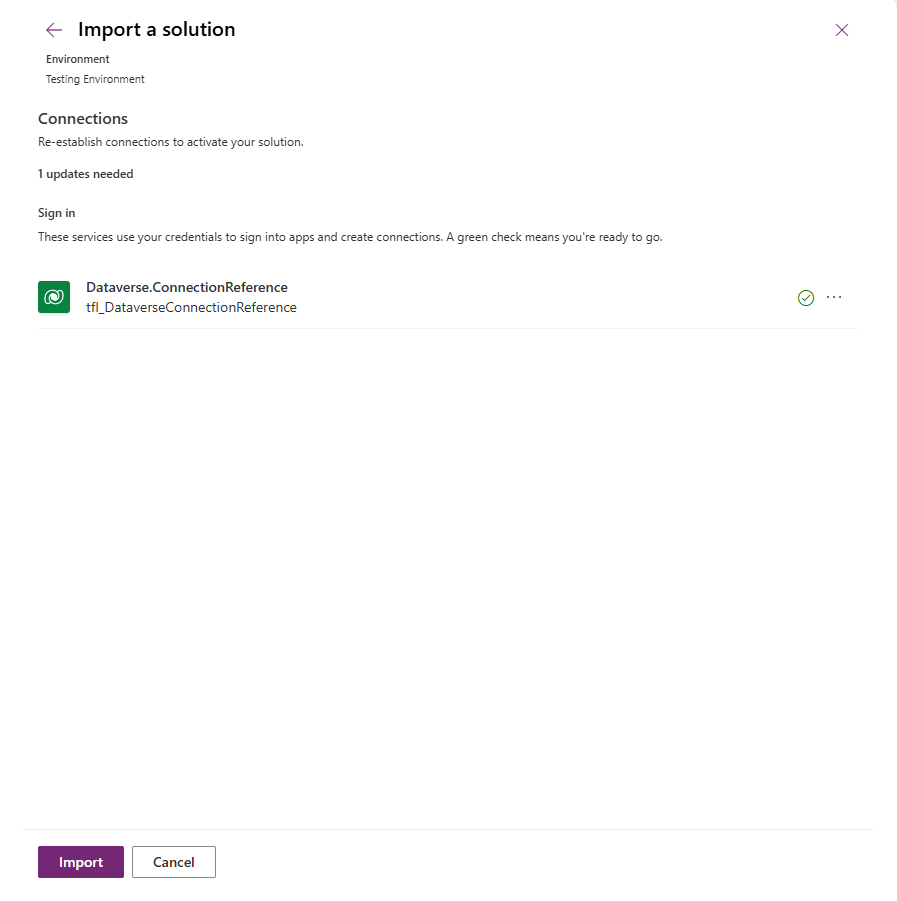 Import a solution
Environment
Testing Environment
Connections
Re-establish connections to activate your solution.
1 updates needed
Sign in
These services use your credentials to sign into apps and create connections. A green check means you're ready to go.
Dataverse.ConnectionReference
tfl_DataverseConnectionReference
Import
Cancel